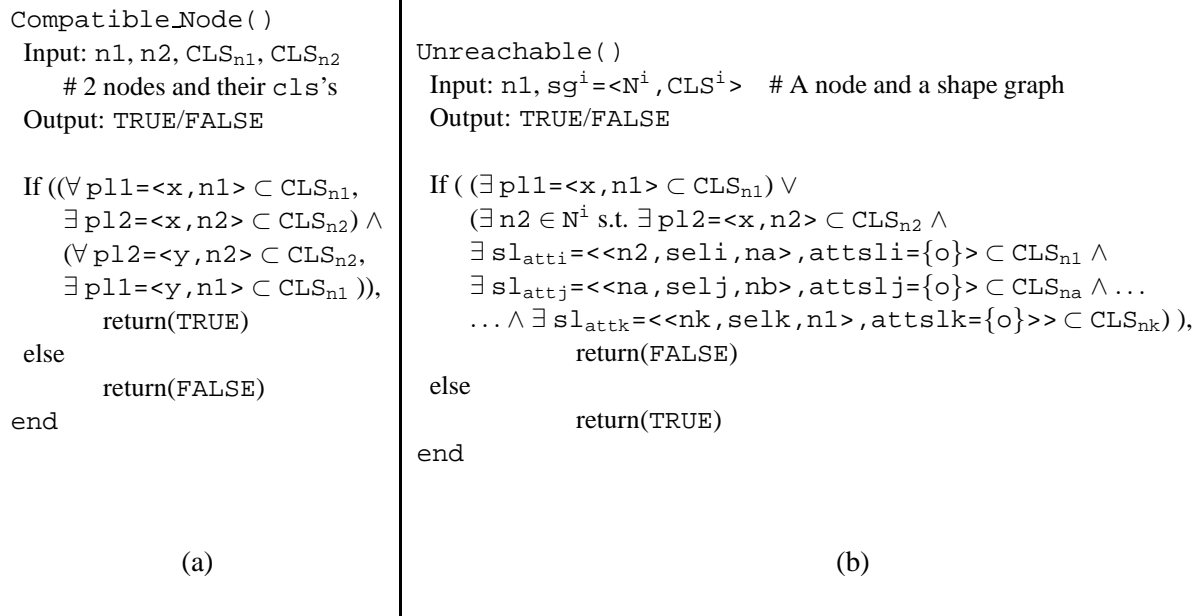 Compatible_Node()
Input: n1, n2, CLSn1, CLSn2
# 2 nodes and their cls's
Output: TRUE/FALSE
If ((∀ pl1=<x,n1> ⊂ CLSn1,
∃ pl2=<x,n2> ⊂ CLSn2) ∧
(∀ pl2=<y,n2> ⊂ CLSn2,
∃ pl1=<y,n1> ⊂ CLSn1 )),
return(TRUE)
else
return(FALSE)
end
(a)
Unreachable()
Input: n1, sgⁱ=<Nⁱ,CLSⁱ> # A node and a shape graph
Output: TRUE/FALSE
If ( (∃ pl1=<x,n1> ⊂ CLSn1) ∨
(∃ n2 ∈ Nⁱ s.t. ∃ pl2=<x,n2> ⊂ CLSn2 ∧
∃ slatti=<<n2,seli,na>,attsli={o}> ⊂ CLSn1 ∧
∃ slattj=<<na,selj,nb>,attslj={o}> ⊂ CLSna ∧ ...
... ∧ ∃ slattk=<<nk,selk,n1>,attslk={o}>> ⊂ CLSnk) ),
return(FALSE)
else
return(TRUE)
end
(b)